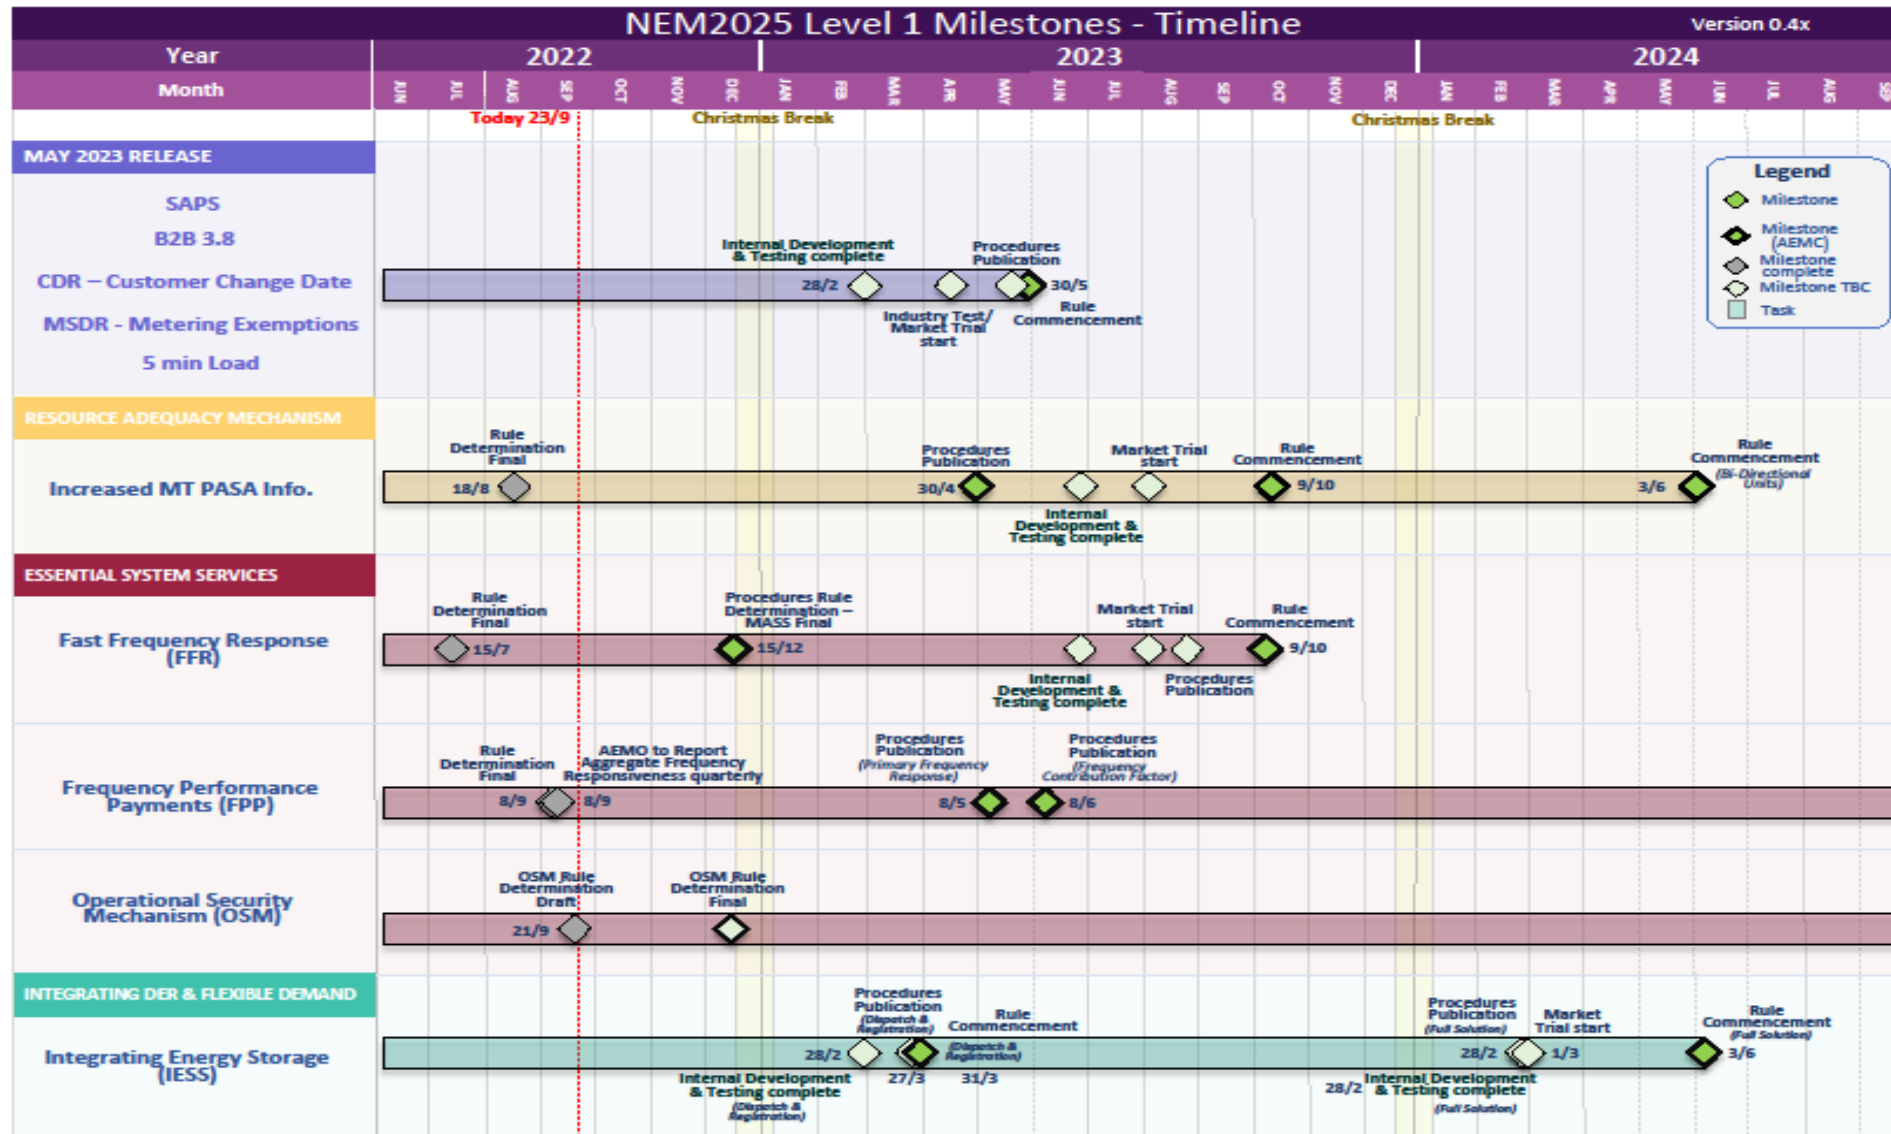 NEM2025 Level 1 Milestones - Timeline
Version 0.4x
Year
2022
2023
2024
Month
JUN
JUL
AUG
SEP
OCT
NOV
DEC
JAN
FEB
MAR
APR
MAY
JUN
JUL
AUG
SEP
OCT
NOV
DEC
JAN
FEB
MAR
APR
MAY
JUN
JUL
AUG
SEP
Today 23/9
Christmas Break
Christmas Break
MAY 2023 RELEASE
SAPS
B2B 3.8
CDR – Customer Change Date
MSDR - Metering Exemptions
5 min Load
Internal Development
& Testing complete
28/2
Industry Test/
Market Trial
start
Procedures
Publication
30/5
Rule
Commencement
Legend
Milestone
Milestone
(AEMC)
Milestone
complete
Milestone TBC
Task
RESOURCE ADEQUACY MECHANISM
Increased MT PASA Info.
Rule
Determination
Final
18/8
Procedures
Publication
30/4
Internal
Development &
Testing complete
Market Trial
start
Rule
Commencement
9/10
Rule
Commencement
(Bi-Directional
Units)
3/6
ESSENTIAL SYSTEM SERVICES
Fast Frequency Response
(FFR)
Rule
Determination
Final
15/7
Procedures Rule
Determination –
MASS Final
15/12
Internal
Development &
Testing complete
Market Trial
start
Procedures
Publication
Rule
Commencement
9/10
Frequency Performance
Payments (FPP)
Rule
Determination
Final
8/9
AEMO to Report
Aggregate Frequency
Responsiveness quarterly
8/9
Procedures
Publication
(Primary Frequency
Response)
8/5
Procedures
Publication
(Frequency
Contribution Factor)
8/6
Operational Security
Mechanism (OSM)
OSM Rule
Determination
Draft
21/9
OSM Rule
Determination
Final
INTEGRATING DER & FLEXIBLE DEMAND
Integrating Energy Storage
(IESS)
28/2
Internal Development
& Testing complete
(Dispatch &
Registration)
Procedures
Publication
(Dispatch &
Registration)
27/3
Rule
Commencement
(Dispatch &
Registration)
31/3
Procedures
Publication
(Full Solution)
28/2
28/2
Internal Development
& Testing complete
(Full Solution)
Market
Trial start
1/3
Rule
Commencement
(Full Solution)
3/6